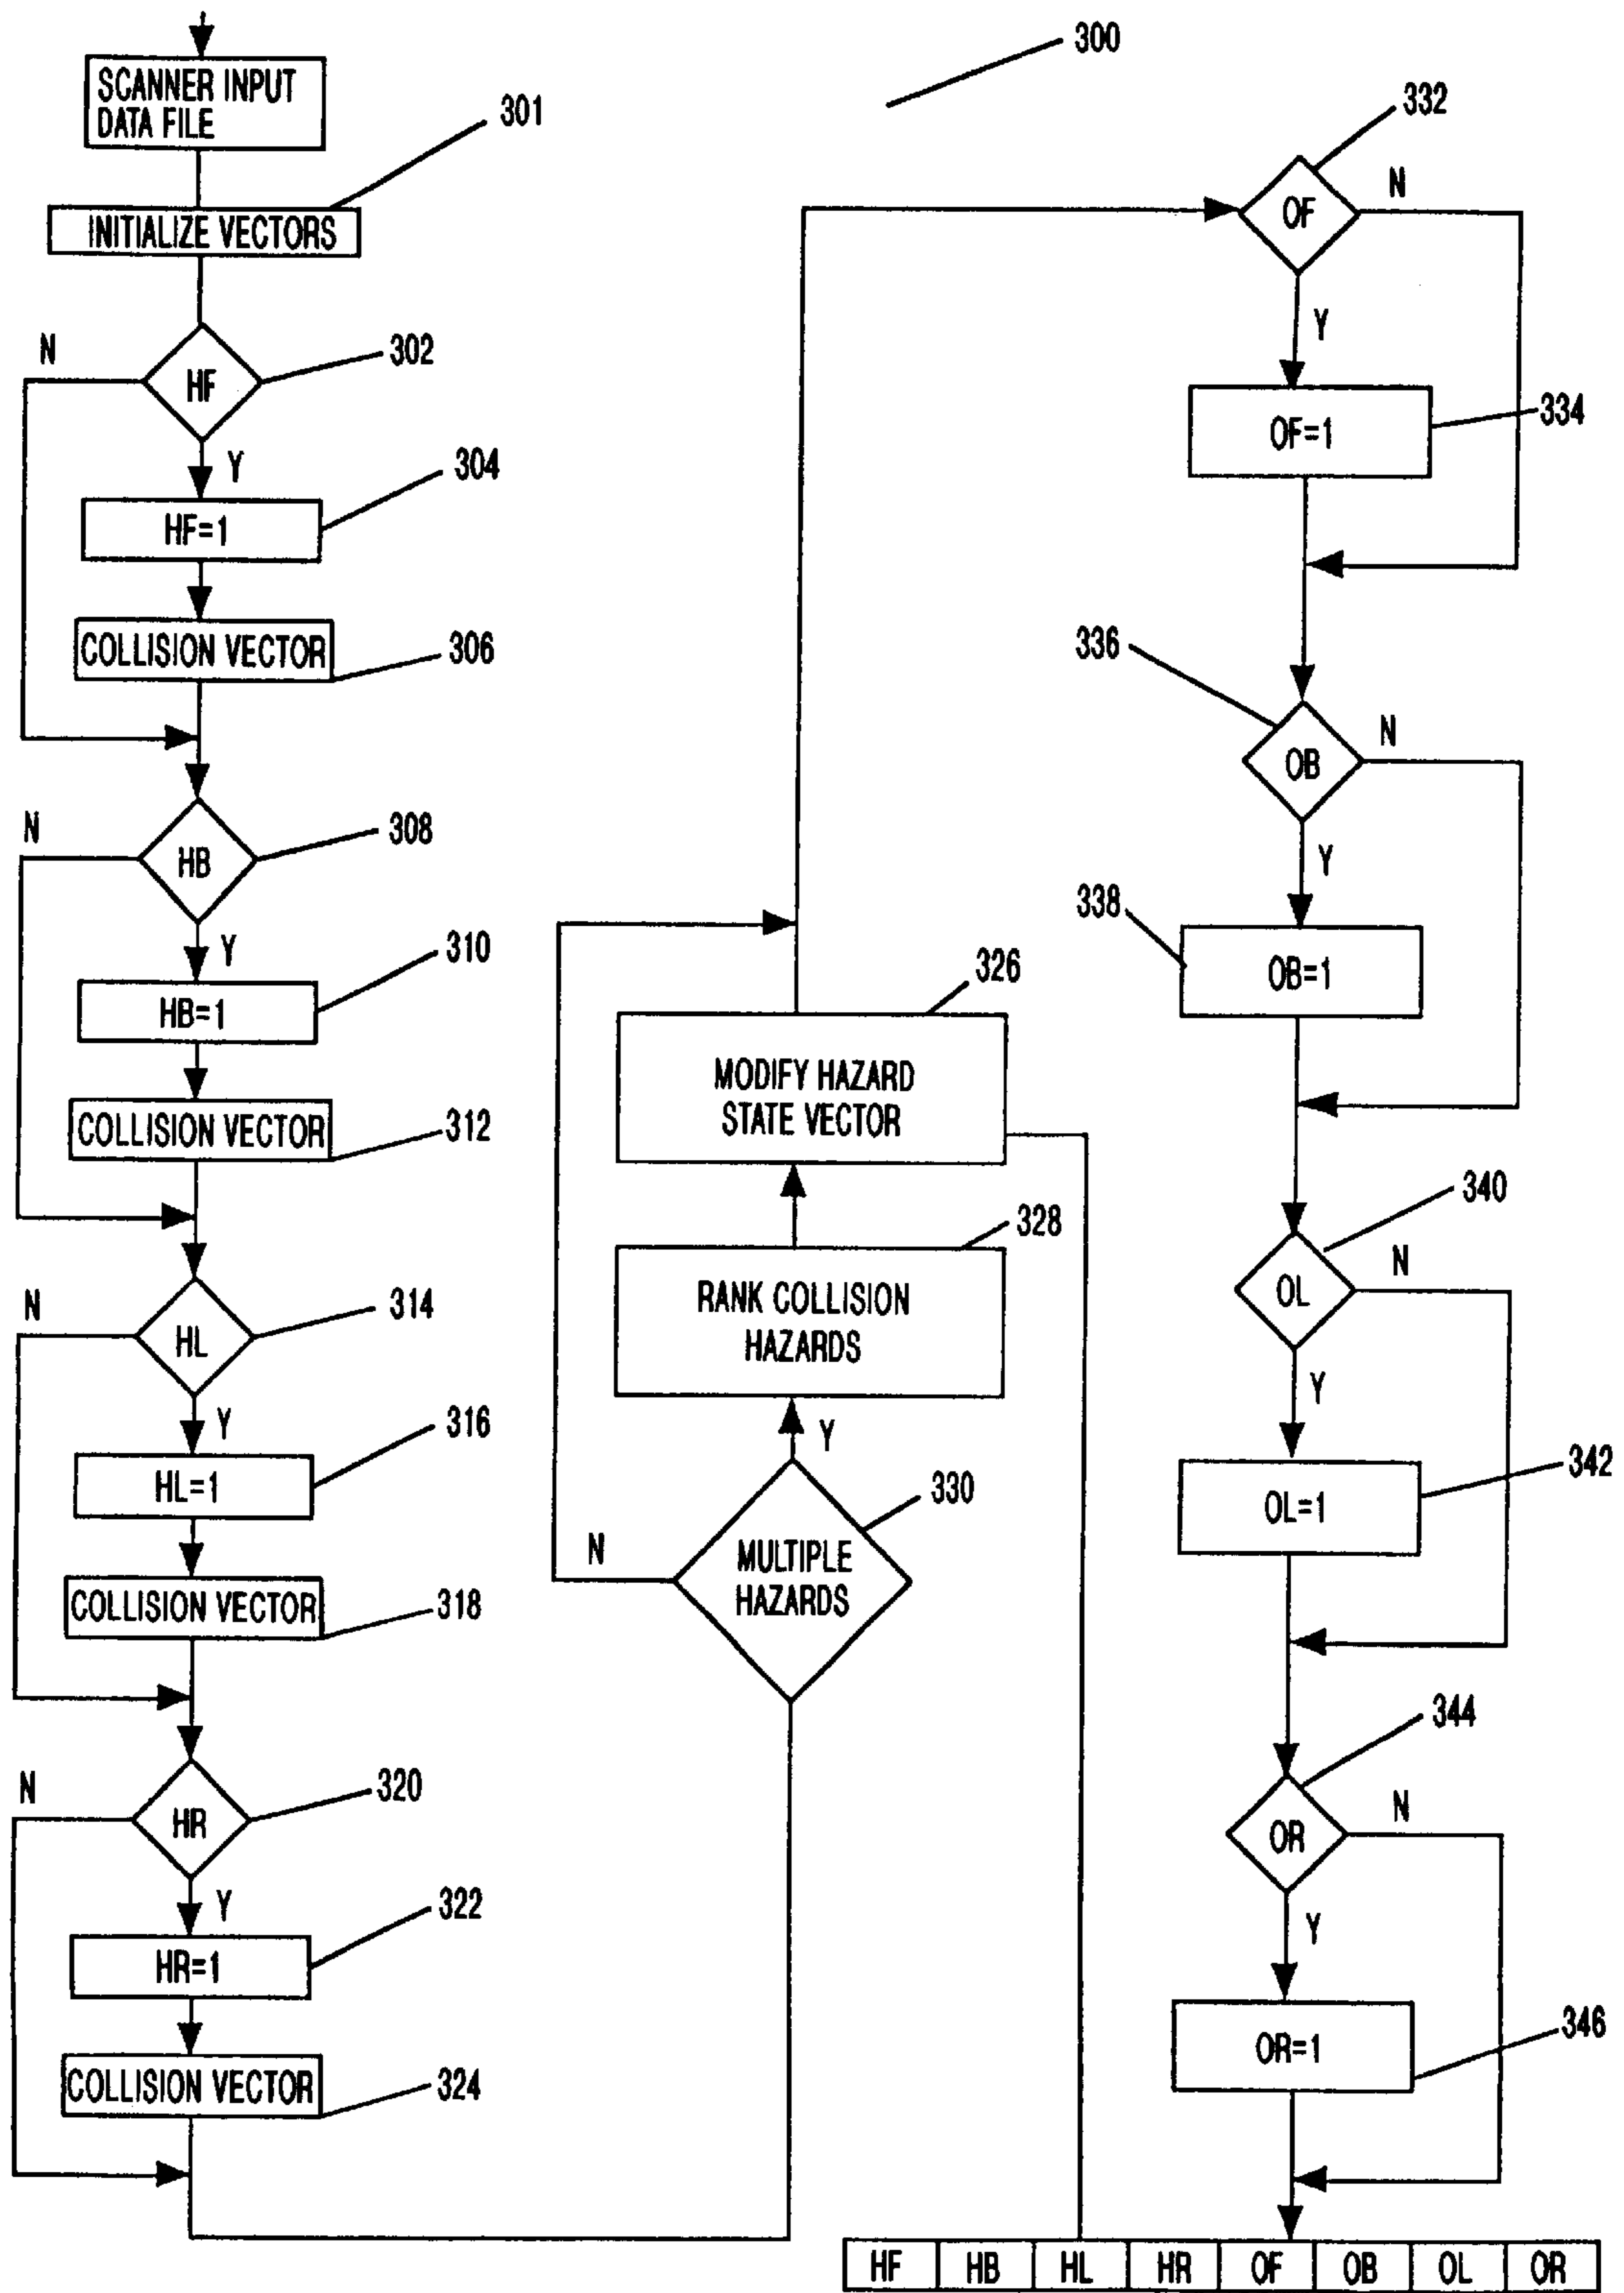 300
SCANNER INPUT
DATA FILE
301
INITIALIZE VECTORS
N
302
HF
Y
304
HF=1
COLLISION VECTOR
306
N
308
HB
Y
310
HB=1
COLLISION VECTOR
312
N
314
HL
Y
316
HL=1
COLLISION VECTOR
318
N
320
HR
Y
322
HR=1
COLLISION VECTOR
324
326
MODIFY HAZARD
STATE VECTOR
328
RANK COLLISION
HAZARDS
Y
330
N
MULTIPLE
HAZARDS
332
N
OF
Y
334
OF=1
336
N
OB
Y
338
OB=1
340
N
OL
Y
342
OL=1
344
N
OR
Y
346
OR=1
HF HB HL HR OF OB OL OR